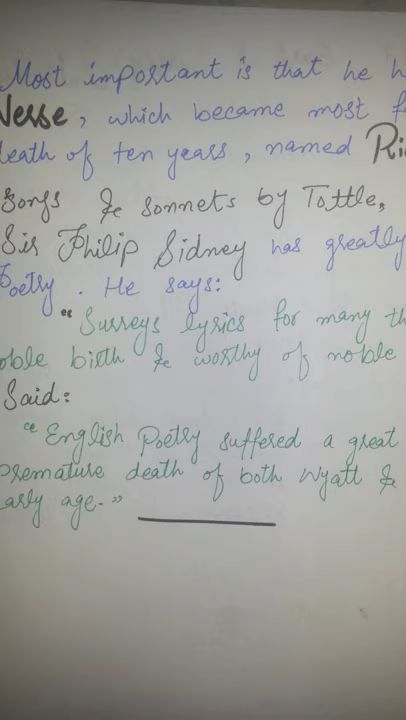 Most important is that he h
Verse, which became most f
death of ten years, named Ri
Songs & Sonnets by Tottle,
Sir Philip Sidney has greatly
Poetry. He says:
"Surreys lyrics for many th
oble birth & worthy of noble
Said:
"English Poetry suffered a great
premature death of both Wyatt &
arly age."